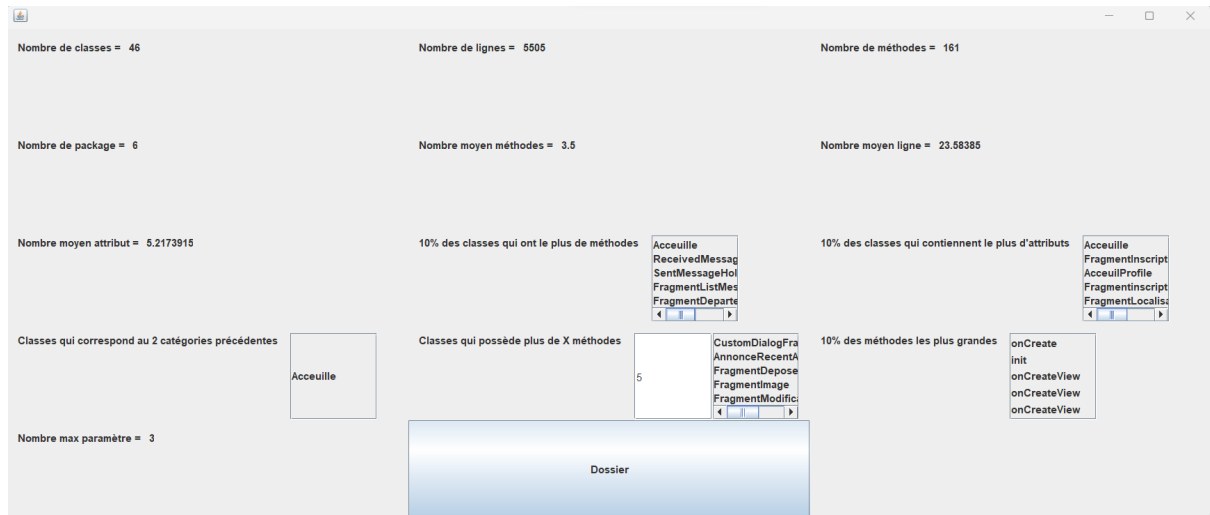 Nombre de classes = 46
Nombre de lignes = 5505
Nombre de méthodes = 161
Nombre de package = 6
Nombre moyen méthodes = 3.5
Nombre moyen ligne = 23.58385
Nombre moyen attribut = 5.2173915
10% des classes qui ont le plus de méthodes
Acceuille
ReceivedMessag
SentMessageHol
FragmentListMes
FragmentDeparte
10% des classes qui contiennent le plus d'attributs
Acceuille
FragmentInscript
AcceuilProfile
Fragmentinscript
FragmentLocalisa
Classes qui correspond au 2 catégories précédentes
Acceuille
Classes qui possède plus de X méthodes
5
CustomDialogFra
AnnonceRecentA
FragmentDepose
FragmentImage
FragmentModifica
10% des méthodes les plus grandes
onCreate
init
onCreateView
onCreateView
onCreateView
Nombre max paramètre = 3
Dossier